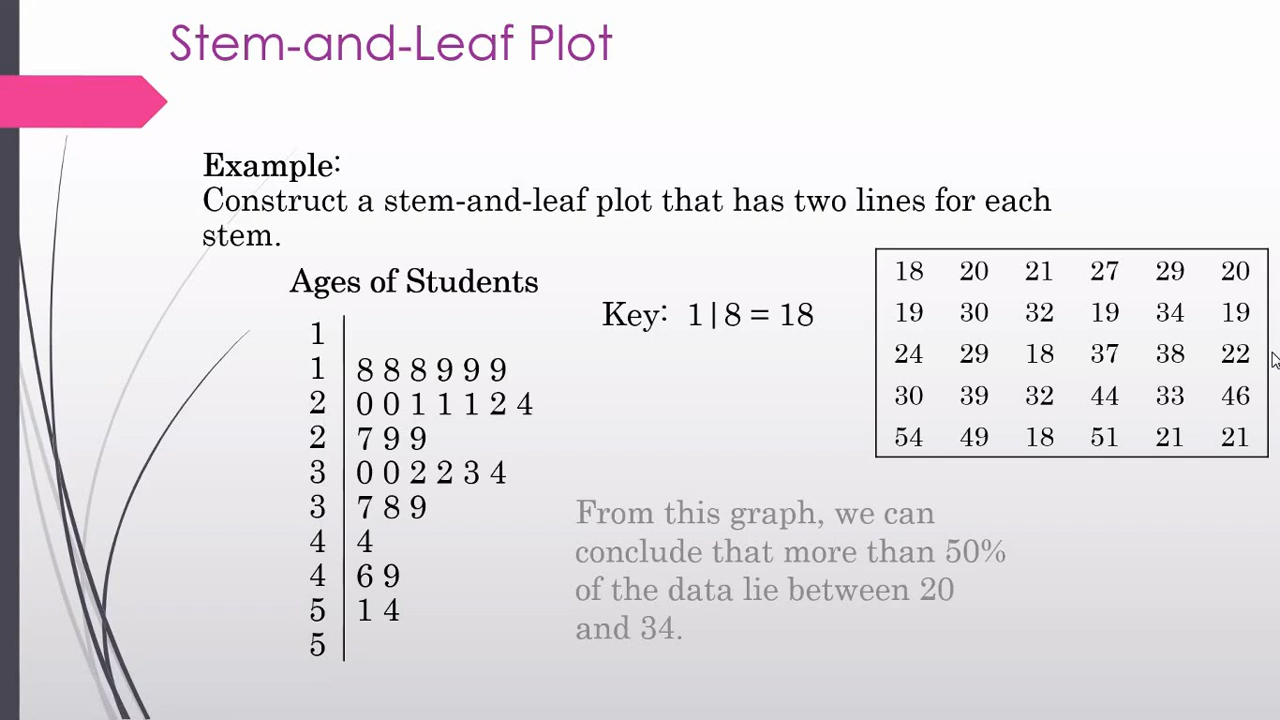 Stem-and-Leaf Plot
Example:
Construct a stem-and-leaf plot that has two lines for each
stem.
Ages of Students
Key: 1 | 8 = 18
1
1 8 8 8 9 9 9
2 0 0 1 1 1 2 4
2 7 9 9
3 0 0 2 2 3 4
3 7 8 9
4 4
4 6 9
5 1 4
5
18 20 21 27 29 20
19 30 32 19 34 19
24 29 18 37 38 22
30 39 32 44 33 46
54 49 18 51 21 21
From this graph, we can
conclude that more than 50%
of the data lie between 20
and 34.